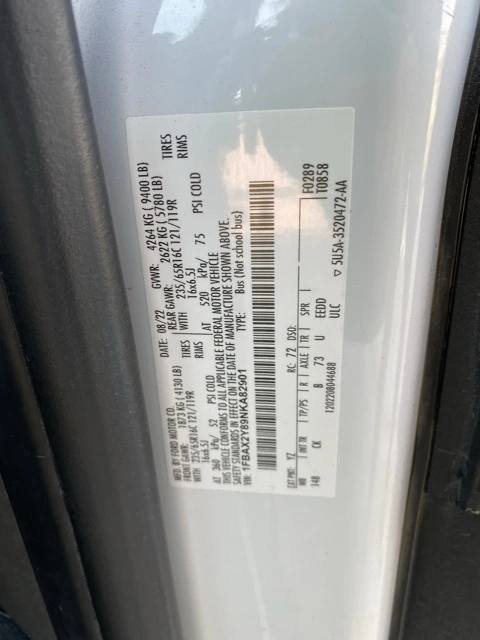 MFD. BY FORD MOTOR CO. DATE: 08/22 GVWR: 4264 KG ( 9400 LB)
FRONT GAWR: 1873 KG ( 4130 LB) REAR GAWR: 2622 KG ( 5780 LB)
WITH 235/65R16C 121/119R TIRES WITH 235/65R16C 121/119R TIRES
16x6.5J RIMS 16x6.5J RIMS
AT 360 kPa/ 52 PSI COLD AT 520 kPa/ 75 PSI COLD
THIS VEHICLE CONFORMS TO ALL APPLICABLE FEDERAL MOTOR VEHICLE
SAFETY STANDARDS IN EFFECT ON THE DATE OF MANUFACTURE SHOWN ABOVE.
VIN: 1FBAX2Y89NKA82901 TYPE: Bus (Not school bus)
F0289
T0858
EXT PNT: YZ RC: 72 DSO:
WB INTTR TP/PS R AXLE TR SPR
148 CK B 73 U EEDD
1202208044688 ULC
▽ 5U5A-3520472-AA